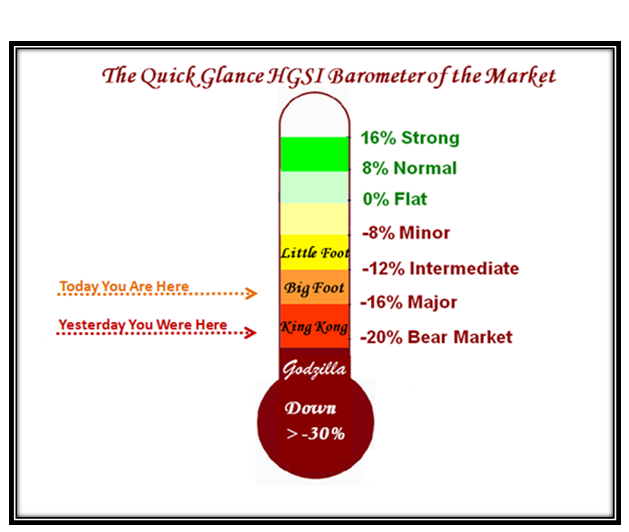 The Quick Glance HGSI Barometer of the Market
16% Strong
8% Normal
0% Flat
-8% Minor
Little Foot
-12% Intermediate
Today You Are Here
Big Foot
-16% Major
Yesterday You Were Here
King Kong
-20% Bear Market
Godzilla
Down
>-30%